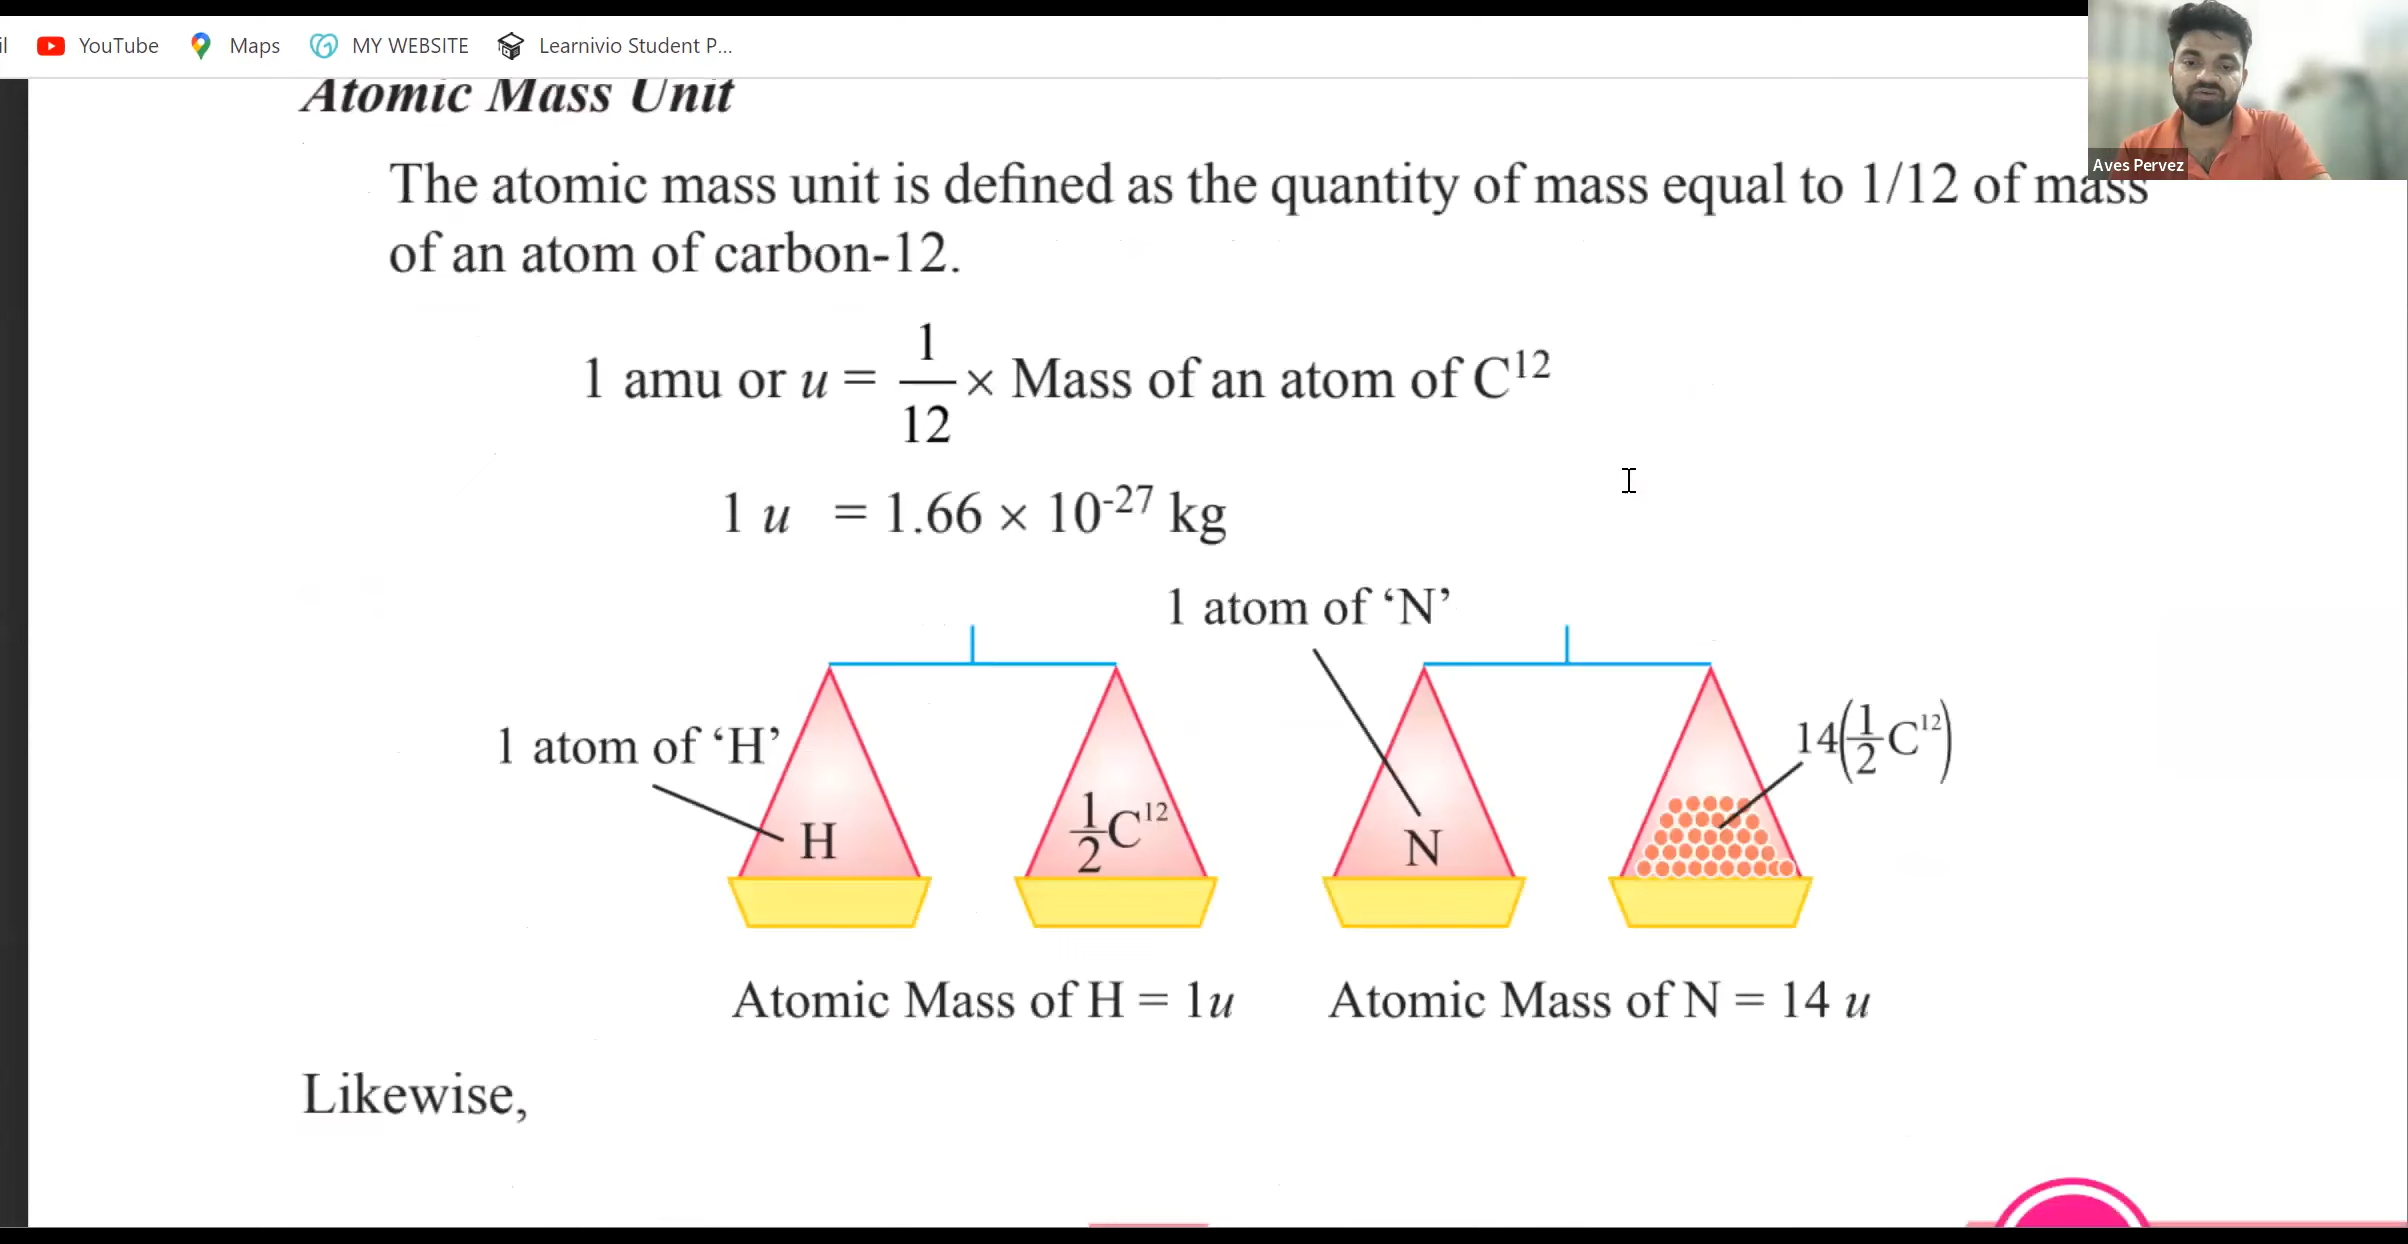 YouTube Maps MY WEBSITE Learnivio Student P...
Aves Pervez
Atomic Mass Unit
The atomic mass unit is defined as the quantity of mass equal to 1/12 of mass
of an atom of carbon-12.
1 amu or u = 1/12 × Mass of an atom of C¹²
1 u = 1.66 × 10⁻²⁷ kg
1 atom of ‘N’
1 atom of ‘H’
14(1/2 C¹²)
H
1/2 C¹²
N
Atomic Mass of H = 1u Atomic Mass of N = 14 u
Likewise,